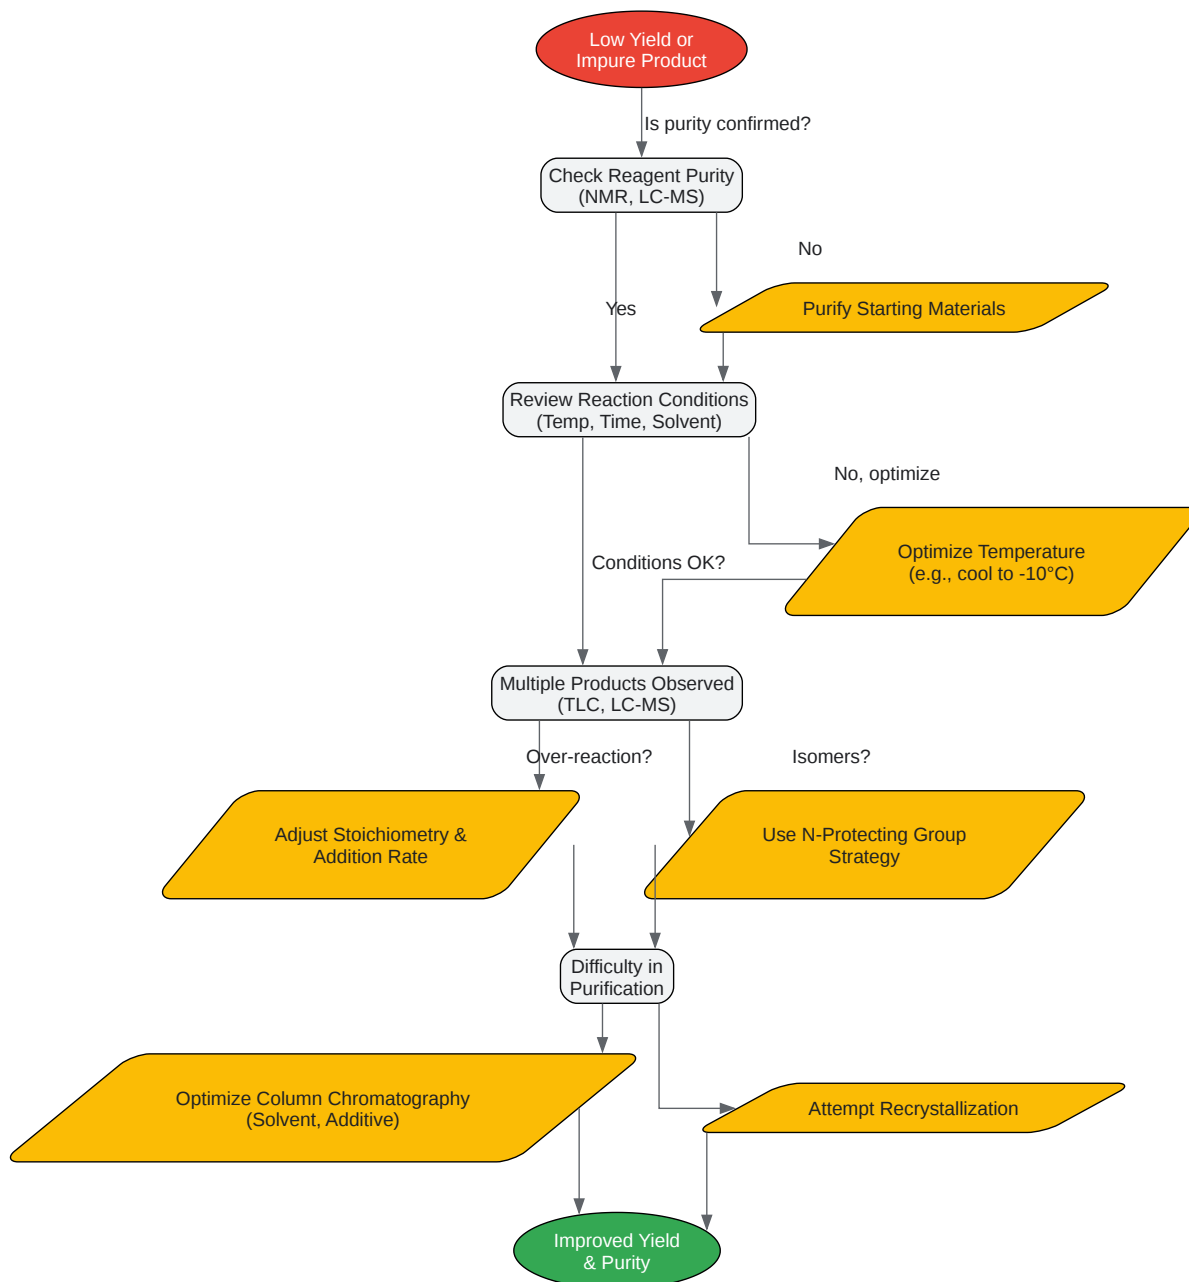 Low Yield or
Impure Product
Is purity confirmed?
Check Reagent Purity
(NMR, LC-MS)
No
Yes
Purify Starting Materials
Review Reaction Conditions
(Temp, Time, Solvent)
No, optimize
Conditions OK?
Optimize Temperature
(e.g., cool to -10°C)
Multiple Products Observed
(TLC, LC-MS)
Over-reaction?
Isomers?
Adjust Stoichiometry &
Addition Rate
Use N-Protecting Group
Strategy
Difficulty in
Purification
Optimize Column Chromatography
(Solvent, Additive)
Attempt Recrystallization
Improved Yield
& Purity